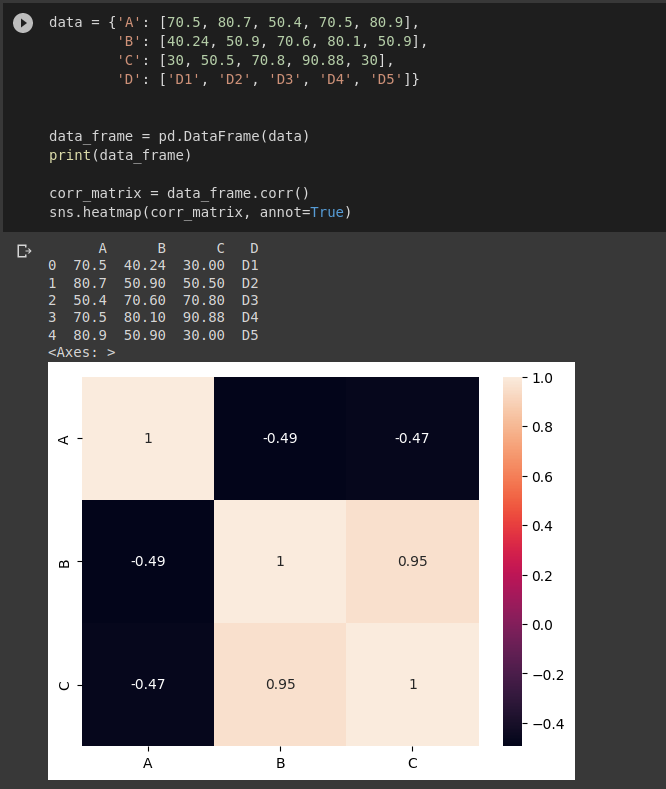 data = {'A': [70.5, 80.7, 50.4, 70.5, 80.9],
        'B': [40.24, 50.9, 70.6, 80.1, 50.9],
        'C': [30, 50.5, 70.8, 90.88, 30],
        'D': ['D1', 'D2', 'D3', 'D4', 'D5']}
data_frame = pd.DataFrame(data)
print(data_frame)
corr_matrix = data_frame.corr()
sns.heatmap(corr_matrix, annot=True)
      A      B      C   D
0  70.5  40.24  30.00  D1
1  80.7  50.90  50.50  D2
2  50.4  70.60  70.80  D3
3  70.5  80.10  90.88  D4
4  80.9  50.90  30.00  D5
<Axes: >
A 1 -0.49 -0.47
B -0.49 1 0.95
C -0.47 0.95 1
A B C
1.0
0.8
0.6
0.4
0.2
0.0
−0.2
−0.4